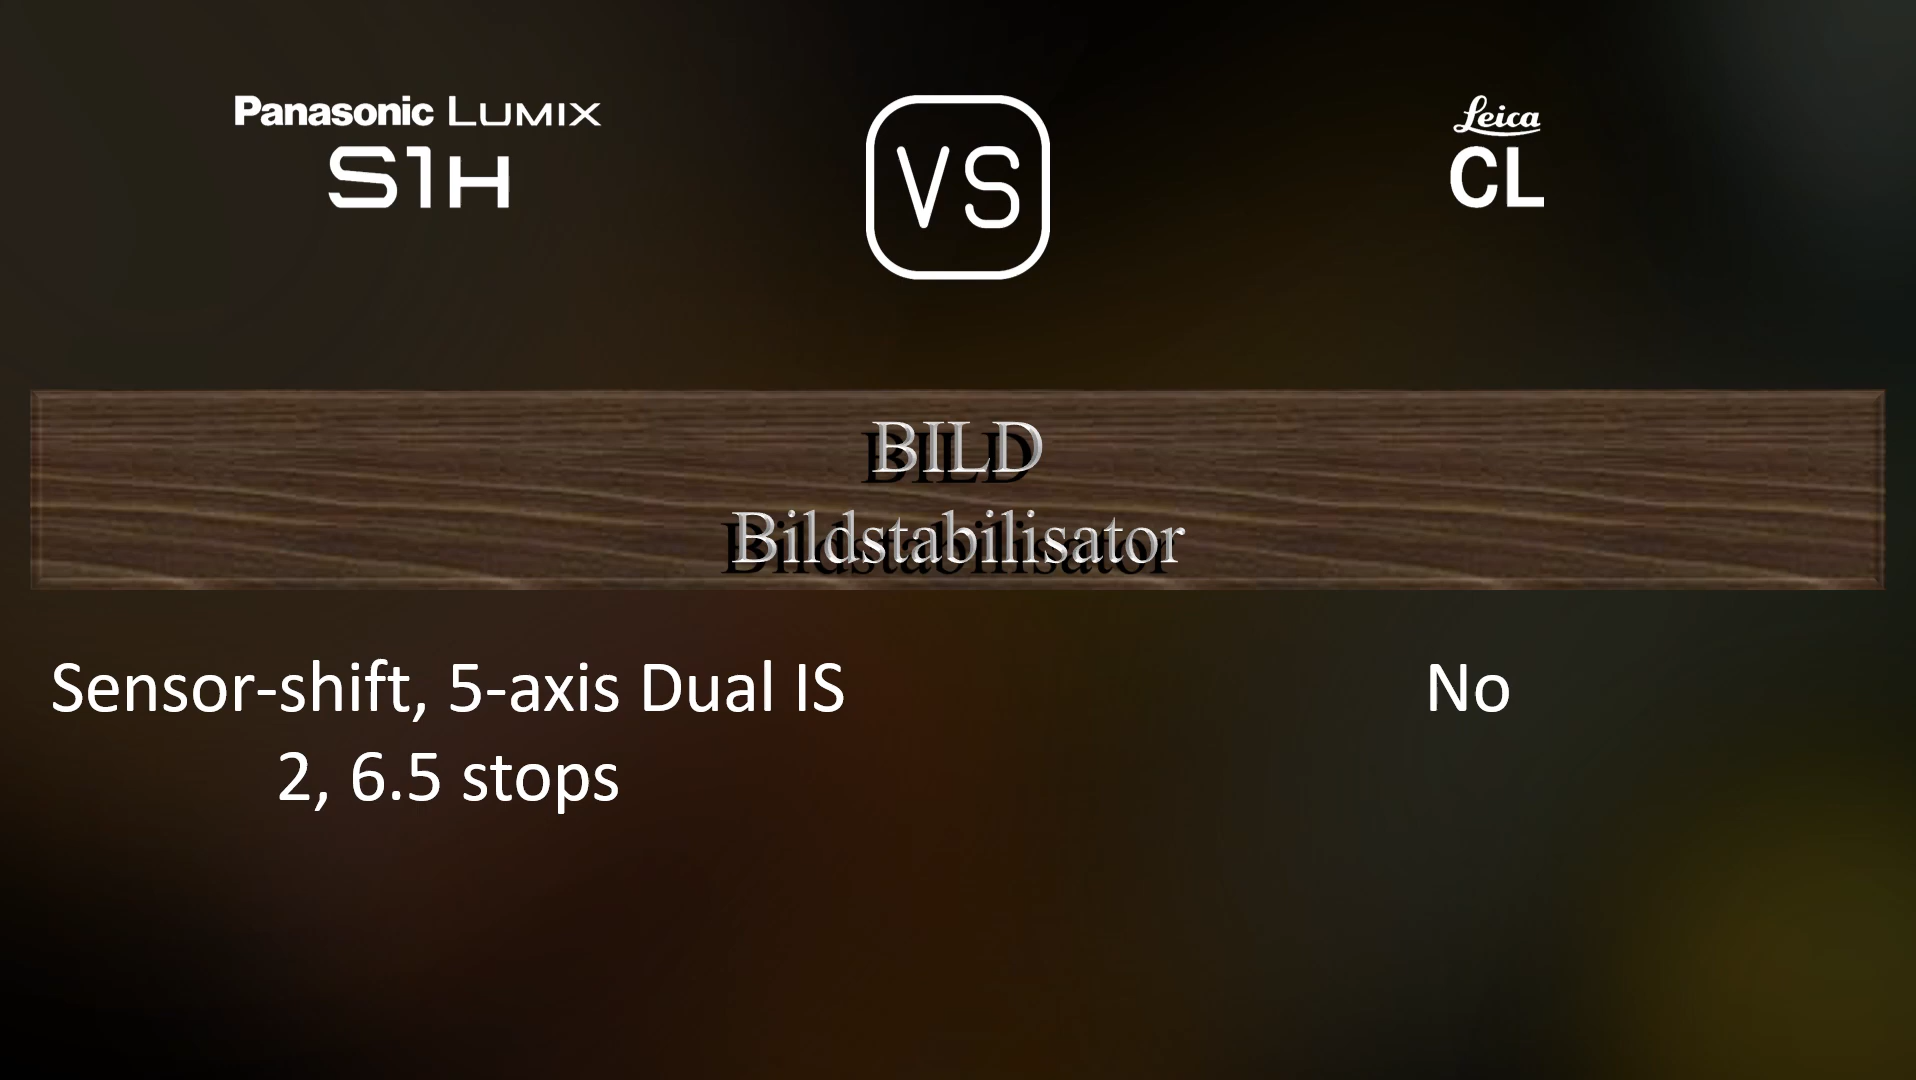 Panasonic LUMIX
S1H
VS
Leica
CL
BILD
Bildstabilisator
Sensor-shift, 5-axis Dual IS
2, 6.5 stops
No